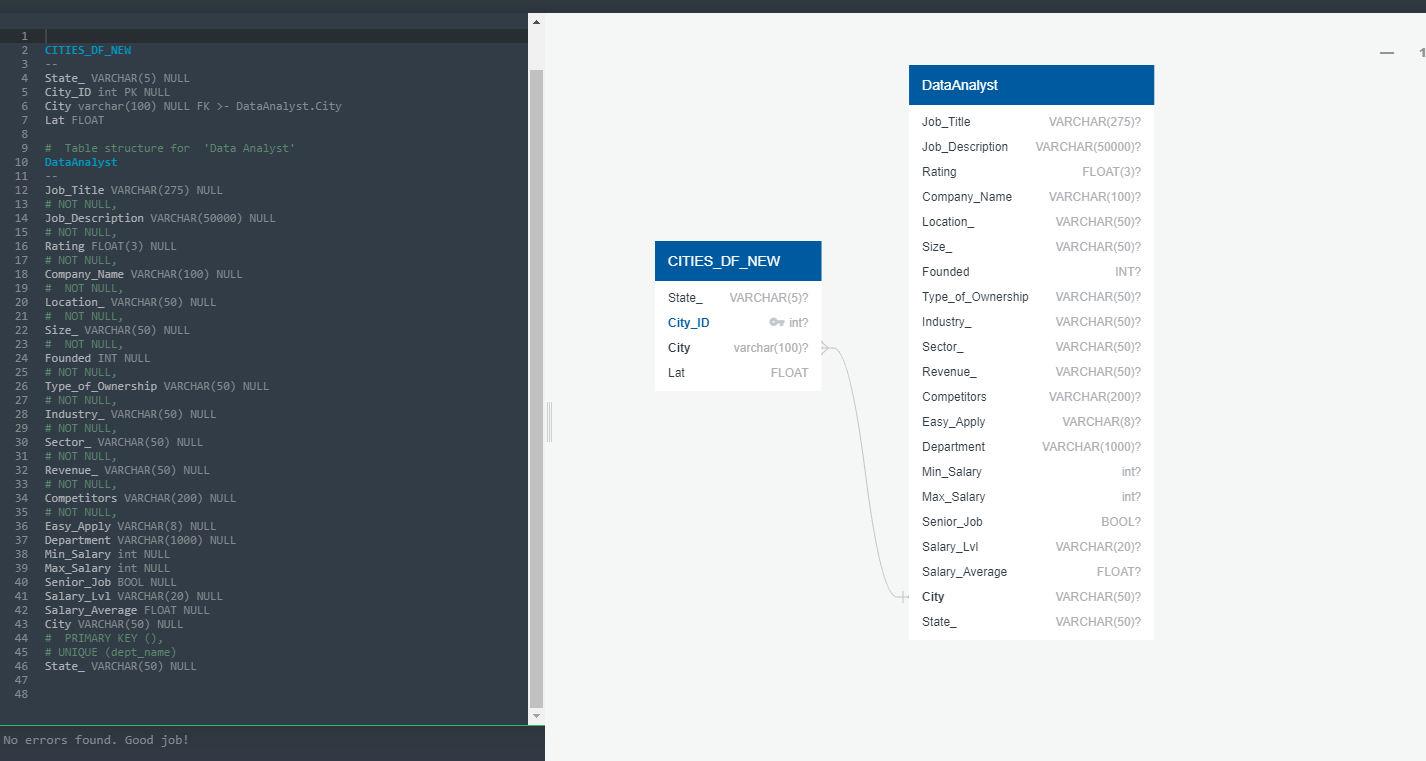 1
2 CITIES_DF_NEW
3 --
4 State_ VARCHAR(5) NULL
5 City_ID int PK NULL
6 City varchar(100) NULL FK >- DataAnalyst.City
7 Lat FLOAT
8
9 #  Table structure for  'Data Analyst'
10 DataAnalyst
11 --
12 Job_Title VARCHAR(275) NULL
13 # NOT NULL,
14 Job_Description VARCHAR(50000) NULL
15 # NOT NULL,
16 Rating FLOAT(3) NULL
17 # NOT NULL,
18 Company_Name VARCHAR(100) NULL
19 #  NOT NULL,
20 Location_ VARCHAR(50) NULL
21 #  NOT NULL,
22 Size_ VARCHAR(50) NULL
23 #  NOT NULL,
24 Founded INT NULL
25 # NOT NULL,
26 Type_of_Ownership VARCHAR(50) NULL
27 # NOT NULL,
28 Industry_ VARCHAR(50) NULL
29 # NOT NULL,
30 Sector_ VARCHAR(50) NULL
31 # NOT NULL,
32 Revenue_ VARCHAR(50) NULL
33 # NOT NULL,
34 Competitors VARCHAR(200) NULL
35 # NOT NULL,
36 Easy_Apply VARCHAR(8) NULL
37 Department VARCHAR(1000) NULL
38 Min_Salary int NULL
39 Max_Salary int NULL
40 Senior_Job BOOL NULL
41 Salary_Lvl VARCHAR(20) NULL
42 Salary_Average FLOAT NULL
43 City VARCHAR(50) NULL
44 #  PRIMARY KEY (),
45 # UNIQUE (dept_name)
46 State_ VARCHAR(50) NULL
47
48
No errors found. Good job!
CITIES_DF_NEW
State_ VARCHAR(5)?
City_ID int?
City varchar(100)?
Lat FLOAT
DataAnalyst
Job_Title VARCHAR(275)?
Job_Description VARCHAR(50000)?
Rating FLOAT(3)?
Company_Name VARCHAR(100)?
Location_ VARCHAR(50)?
Size_ VARCHAR(50)?
Founded INT?
Type_of_Ownership VARCHAR(50)?
Industry_ VARCHAR(50)?
Sector_ VARCHAR(50)?
Revenue_ VARCHAR(50)?
Competitors VARCHAR(200)?
Easy_Apply VARCHAR(8)?
Department VARCHAR(1000)?
Min_Salary int?
Max_Salary int?
Senior_Job BOOL?
Salary_Lvl VARCHAR(20)?
Salary_Average FLOAT?
City VARCHAR(50)?
State_ VARCHAR(50)?